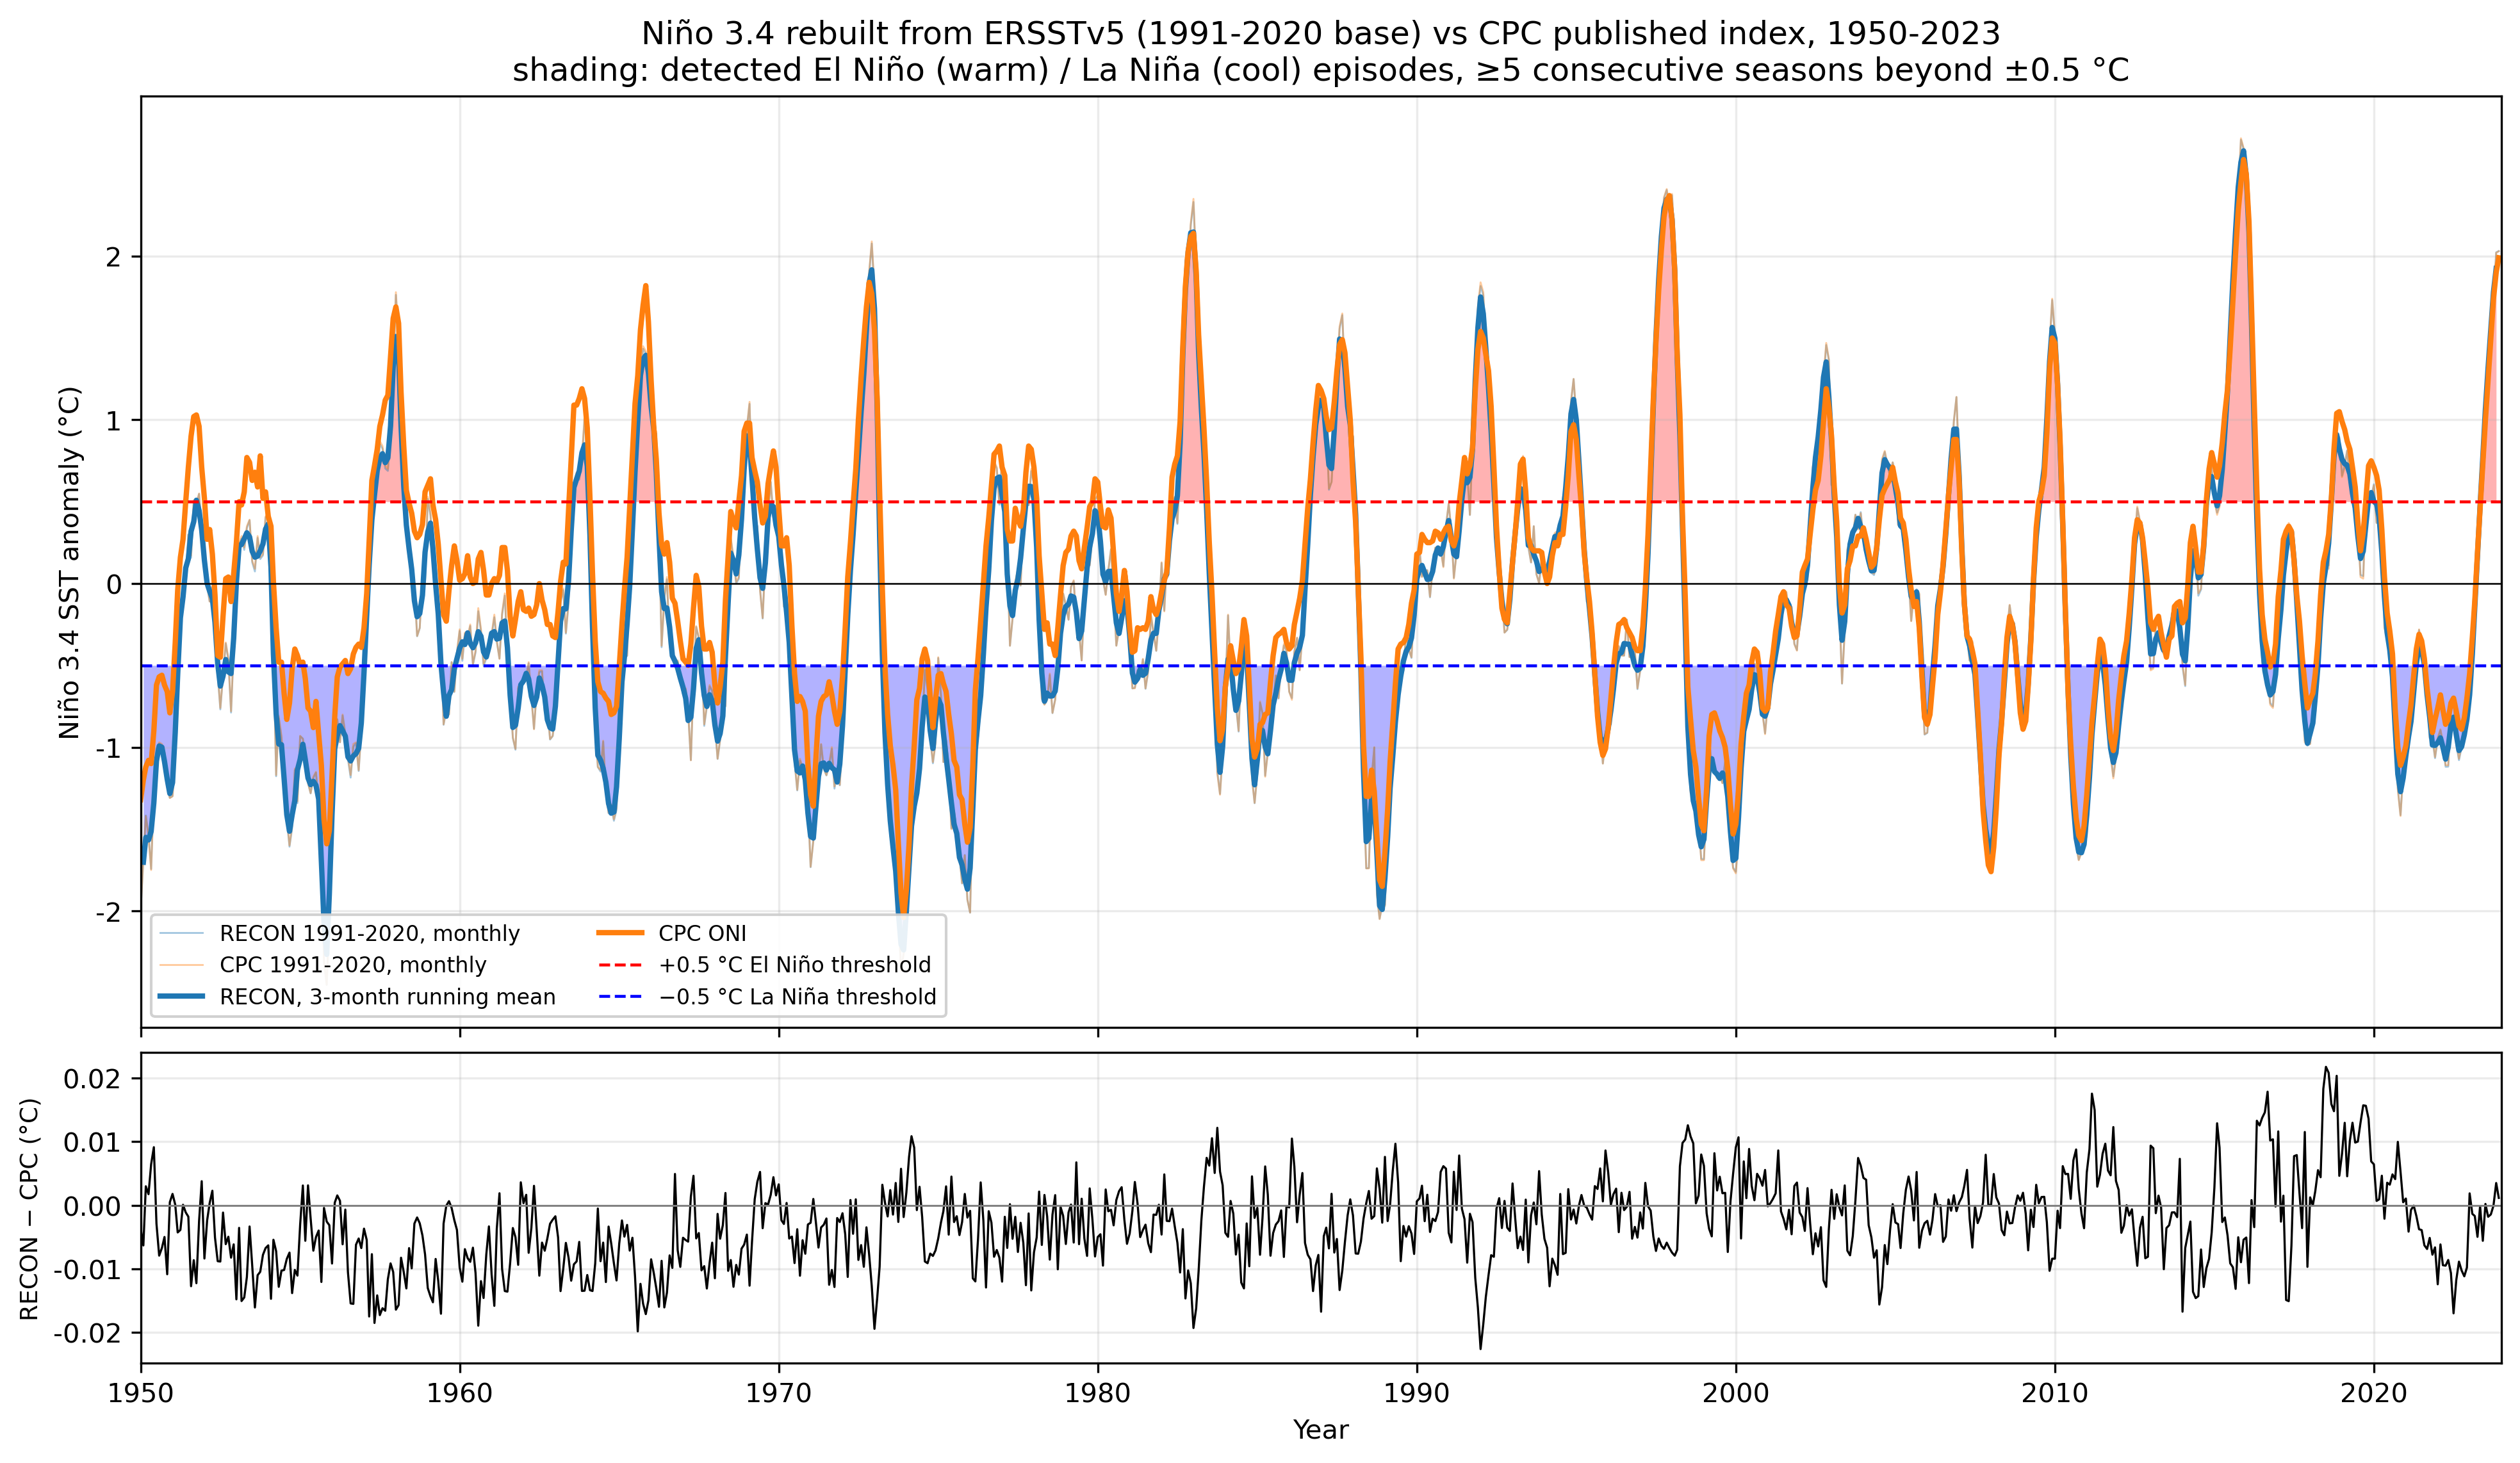 Niño 3.4 rebuilt from ERSSTv5 (1991-2020 base) vs CPC published index, 1950-2023
shading: detected El Niño (warm) / La Niña (cool) episodes, ≥5 consecutive seasons beyond ±0.5 °C
Niño 3.4 SST anomaly (°C)
2
1
0
-1
-2
RECON 1991-2020, monthly
CPC 1991-2020, monthly
RECON, 3-month running mean
CPC ONI
+0.5 °C El Niño threshold
−0.5 °C La Niña threshold
RECON − CPC (°C)
0.02
0.01
0.00
-0.01
-0.02
1950 1960 1970 1980 1990 2000 2010 2020
Year